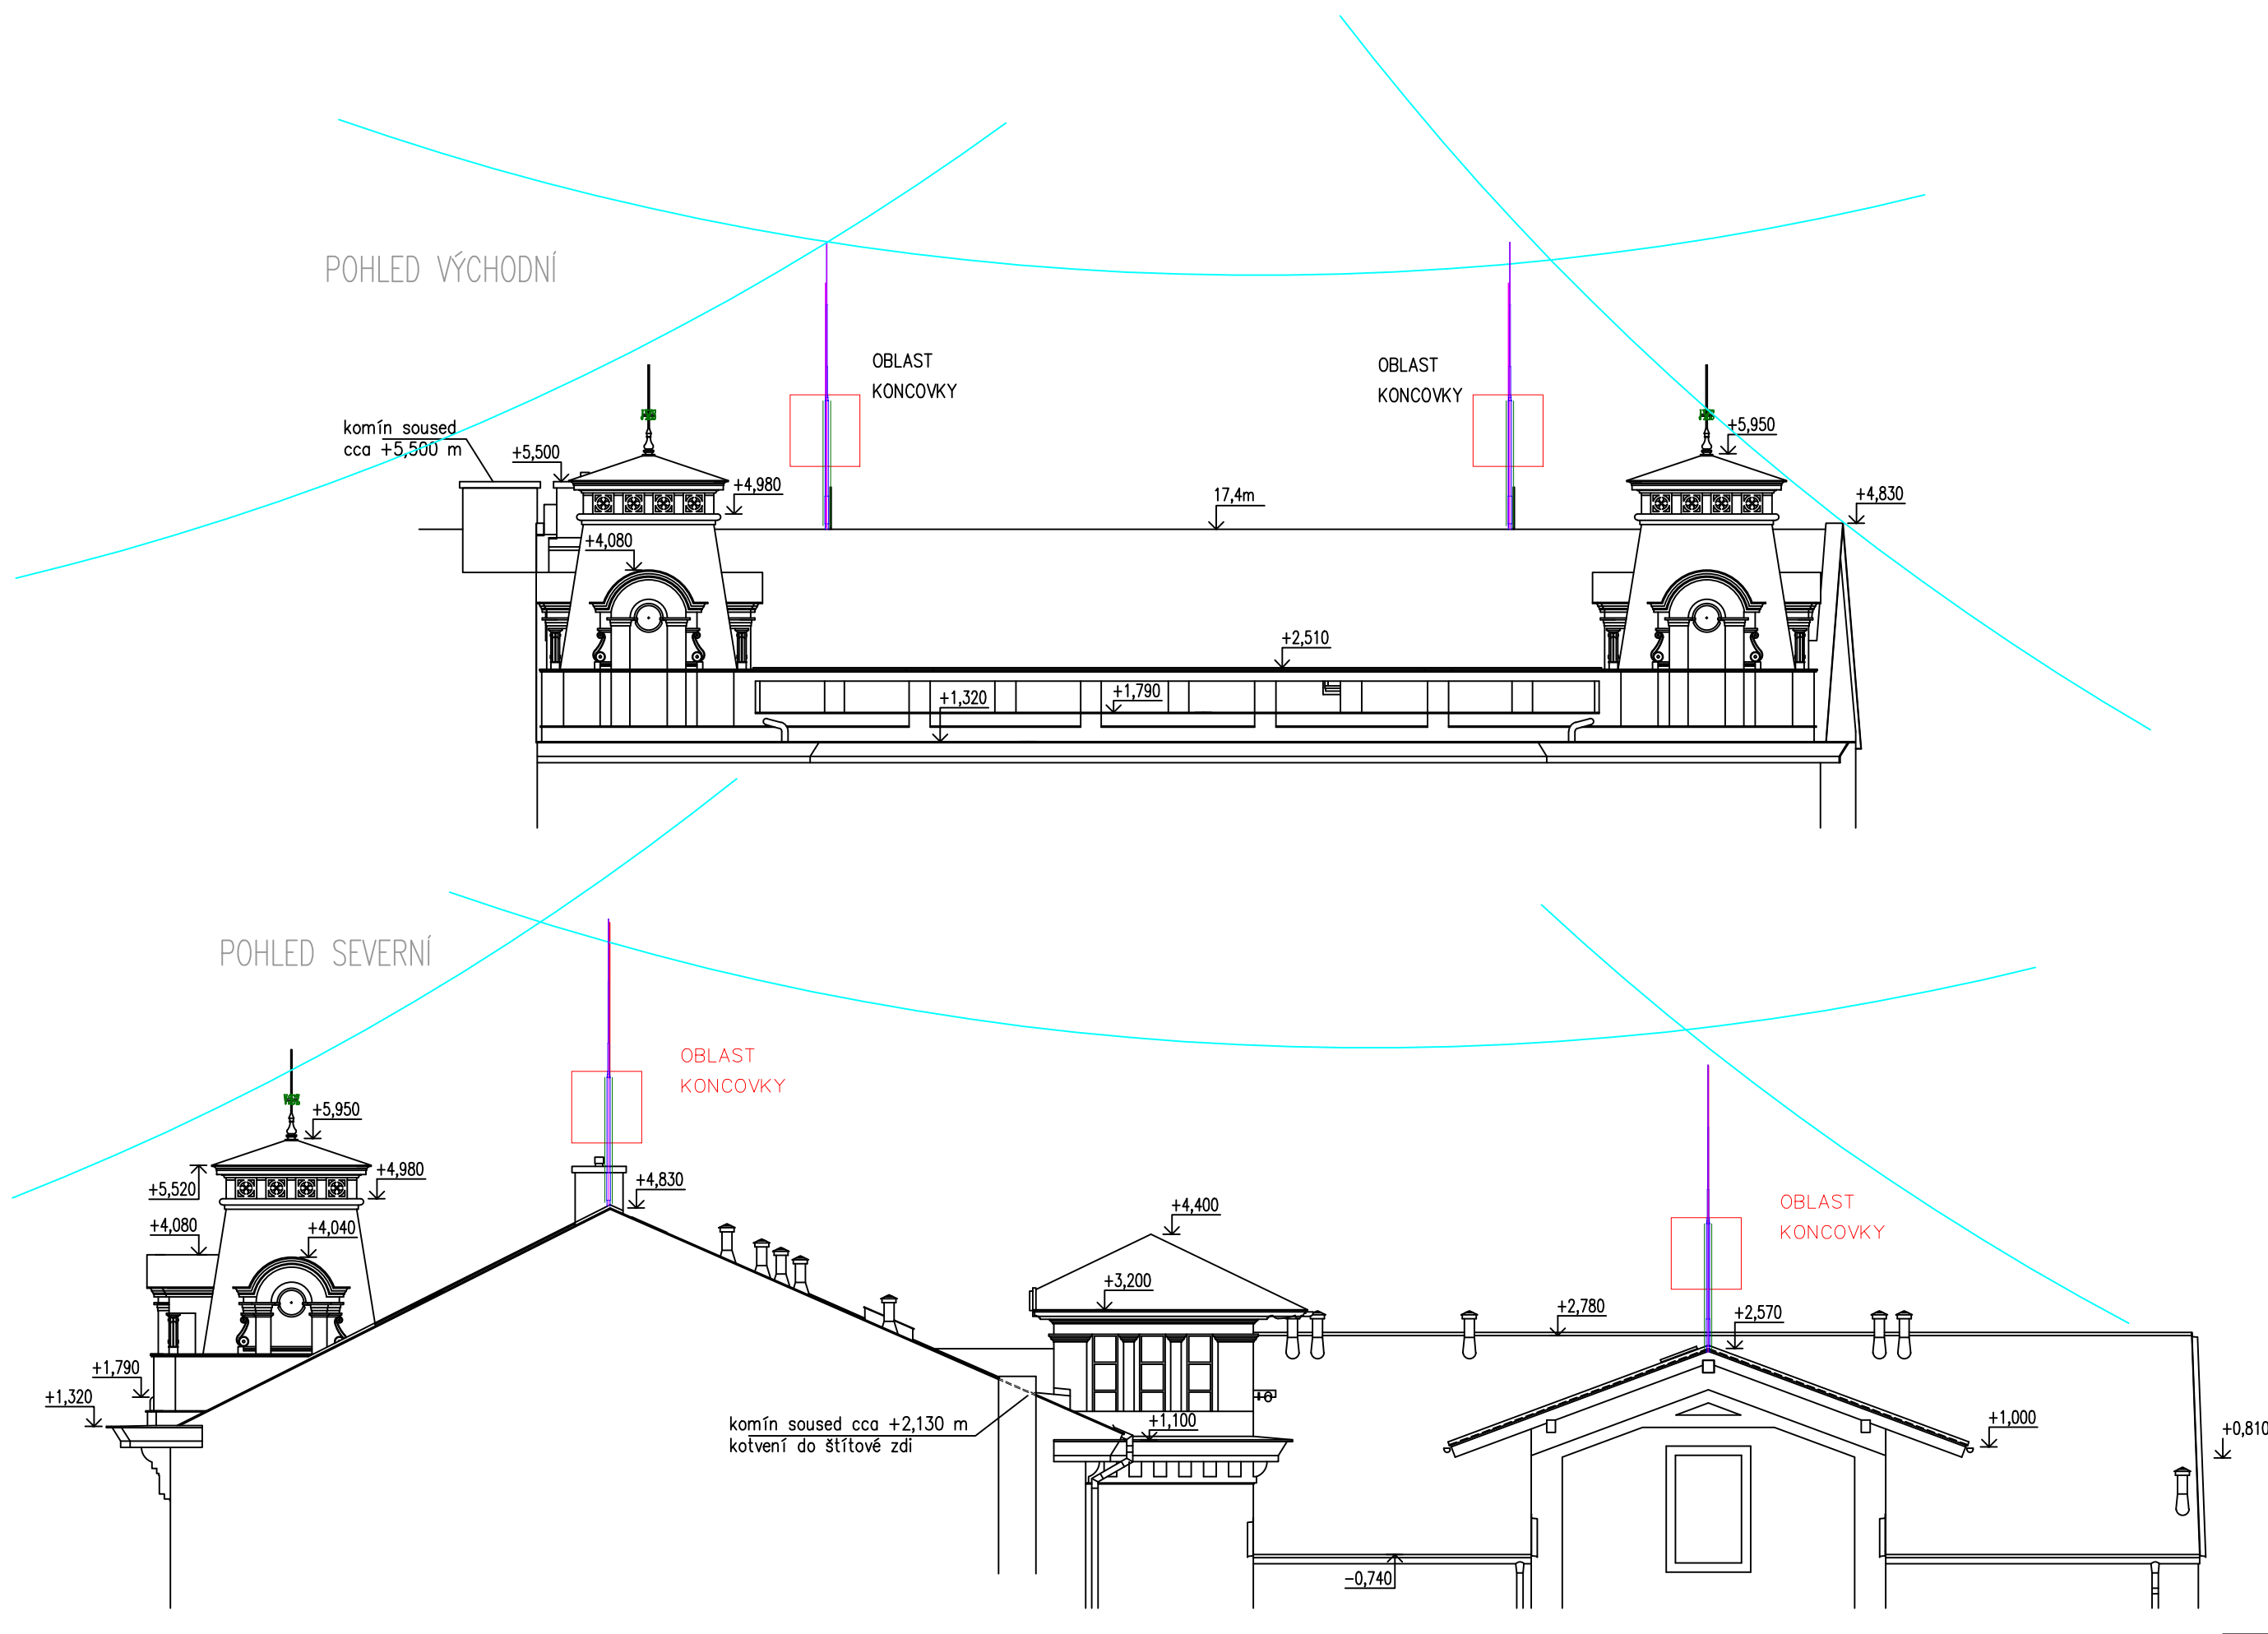 POHLED VÝCHODNÍ
OBLAST
KONCOVKY
OBLAST
KONCOVKY
komín soused
cca +5,500 m
+5,500
+4,980
+5,950
+4,830
17,4m
+4,080
+2,510
+1,320
+1,790
POHLED SEVERNÍ
OBLAST
KONCOVKY
+5,950
+5,520
+4,980
+4,830
+4,080
+4,040
+4,400
+3,200
OBLAST
KONCOVKY
+2,780
+2,570
+1,790
+1,320
komín soused cca +2,130 m
kotvení do štítové zdi
+1,100
+1,000
+0,810
-0,740